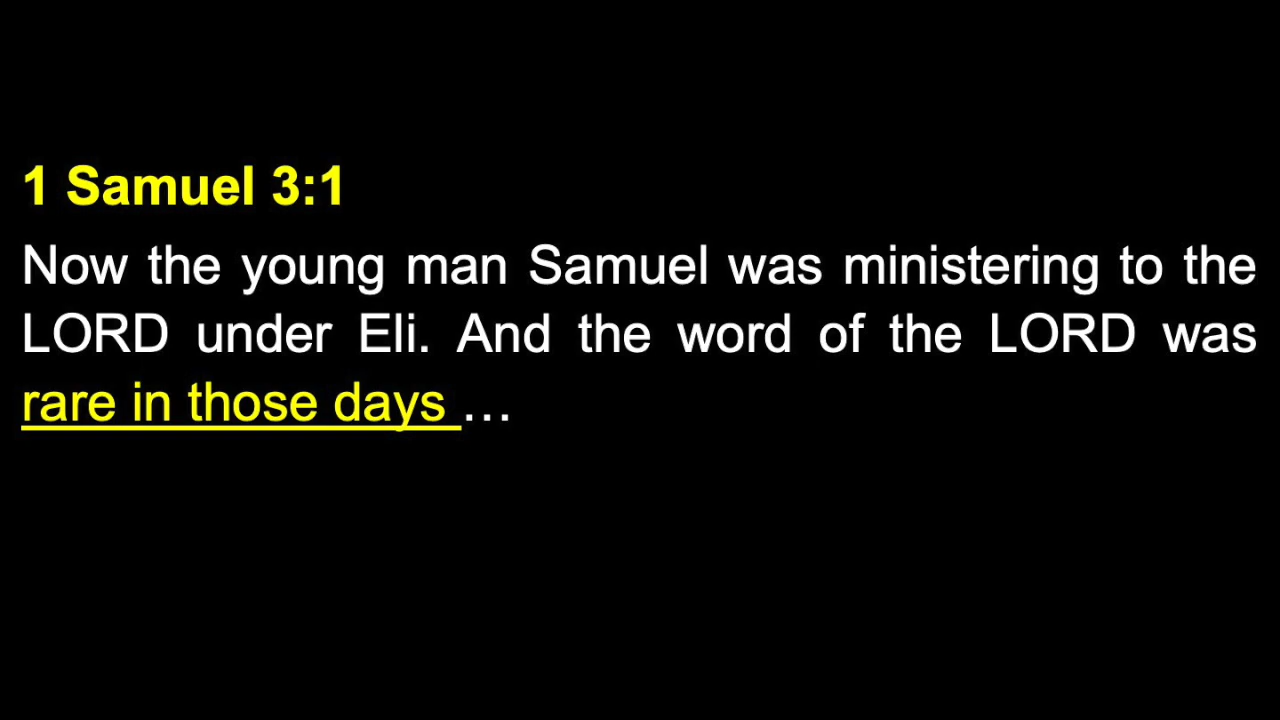 1 Samuel 3:1
Now the young man Samuel was ministering to the
LORD under Eli. And the word of the LORD was
rare in those days …